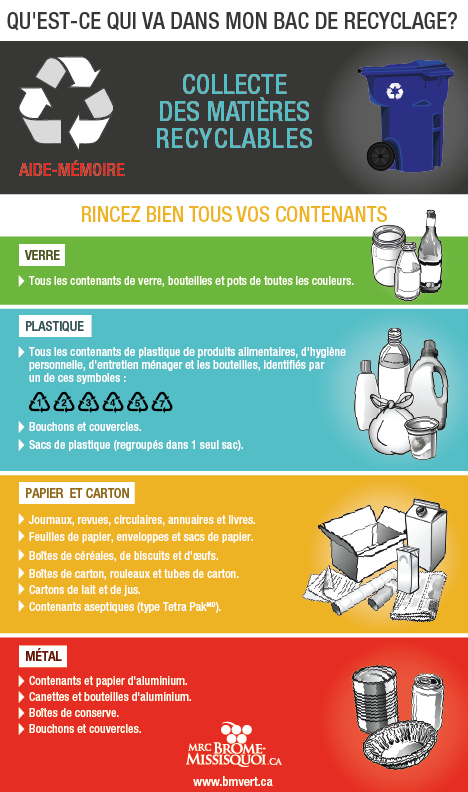 QU'EST-CE QUI VA DANS MON BAC DE RECYCLAGE?
COLLECTE
DES MATIÈRES
RECYCLABLES
AIDE-MÉMOIRE
RINCEZ BIEN TOUS VOS CONTENANTS
VERRE
Tous les contenants de verre, bouteilles et pots de toutes les couleurs.
PLASTIQUE
Tous les contenants de plastique de produits alimentaires, d'hygiène
personnelle, d'entretien ménager et les bouteilles, identifiés par
un de ces symboles :
1 2 3 4 5 7
Bouchons et couvercles.
Sacs de plastique (regroupés dans 1 seul sac).
PAPIER ET CARTON
Journaux, revues, circulaires, annuaires et livres.
Feuilles de papier, enveloppes et sacs de papier.
Boîtes de céréales, de biscuits et d'œufs.
Boîtes de carton, rouleaux et tubes de carton.
Cartons de lait et de jus.
Contenants aseptiques (type Tetra Pakᴹᴰ).
MÉTAL
Contenants et papier d'aluminium.
Canettes et bouteilles d'aluminium.
Boîtes de conserve.
Bouchons et couvercles.
MRC BROME-
MISSISQUOI.CA
www.bmvert.ca